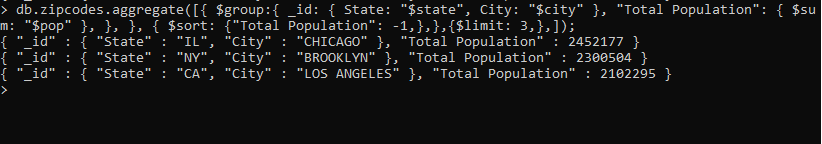 > db.zipcodes.aggregate([{ $group:{ _id: { State: "$state", City: "$city" }, "Total Population": { $su
m: "$pop" }, }, }, { $sort: {"Total Population": -1,},},{$limit: 3,},]);
{ "_id" : { "State" : "IL", "City" : "CHICAGO" }, "Total Population" : 2452177 }
{ "_id" : { "State" : "NY", "City" : "BROOKLYN" }, "Total Population" : 2300504 }
{ "_id" : { "State" : "CA", "City" : "LOS ANGELES" }, "Total Population" : 2102295 }
>